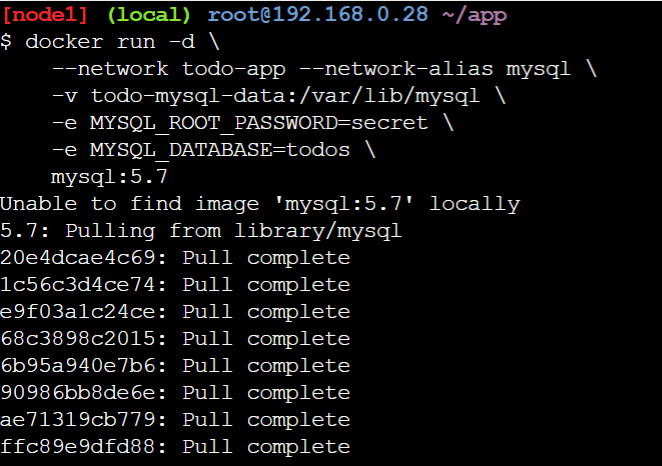 [node1] (local) root@192.168.0.28 ~/app
$ docker run -d \
    --network todo-app --network-alias mysql \
    -v todo-mysql-data:/var/lib/mysql \
    -e MYSQL_ROOT_PASSWORD=secret \
    -e MYSQL_DATABASE=todos \
    mysql:5.7
Unable to find image 'mysql:5.7' locally
5.7: Pulling from library/mysql
20e4dcae4c69: Pull complete
1c56c3d4ce74: Pull complete
e9f03a1c24ce: Pull complete
68c3898c2015: Pull complete
6b95a940e7b6: Pull complete
90986bb8de6e: Pull complete
ae71319cb779: Pull complete
ffc89e9dfd88: Pull complete